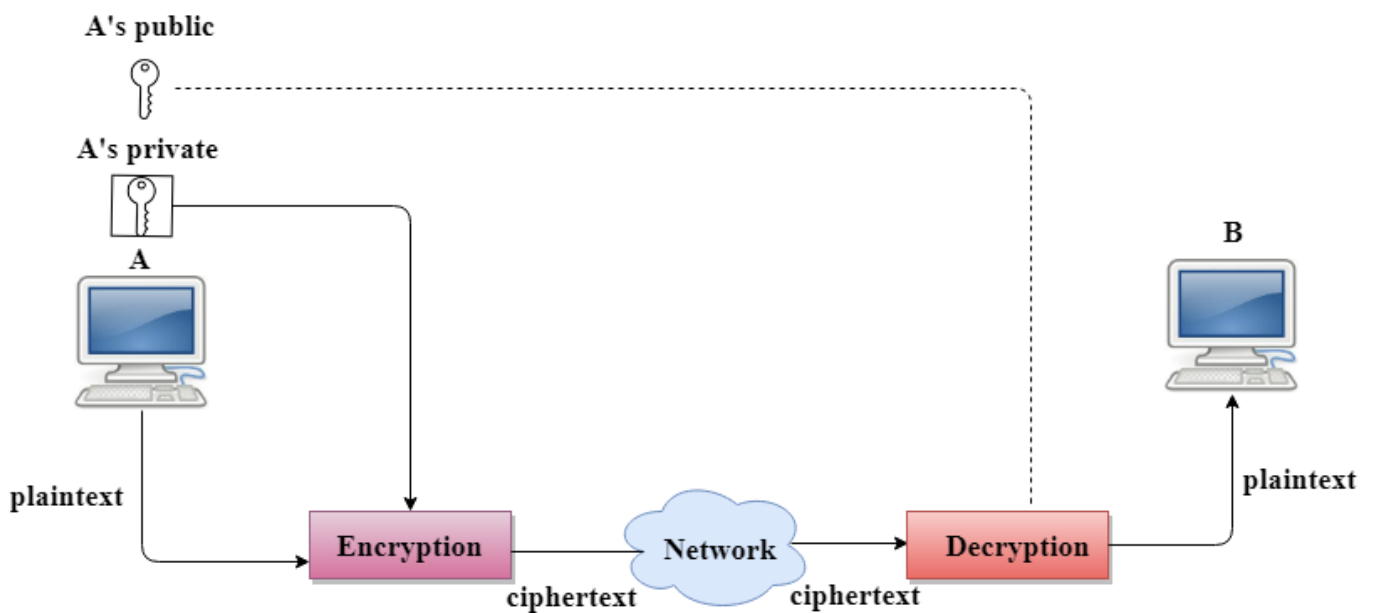 A's public
A's private
A
B
plaintext
plaintext
Encryption
Network
Decryption
ciphertext
ciphertext